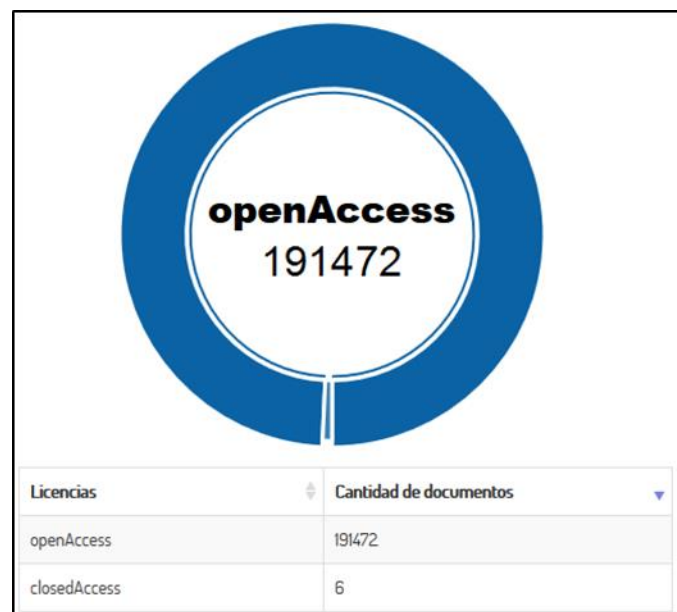 openAccess
191472
Licencias Cantidad de documentos
openAccess 191472
closedAccess 6